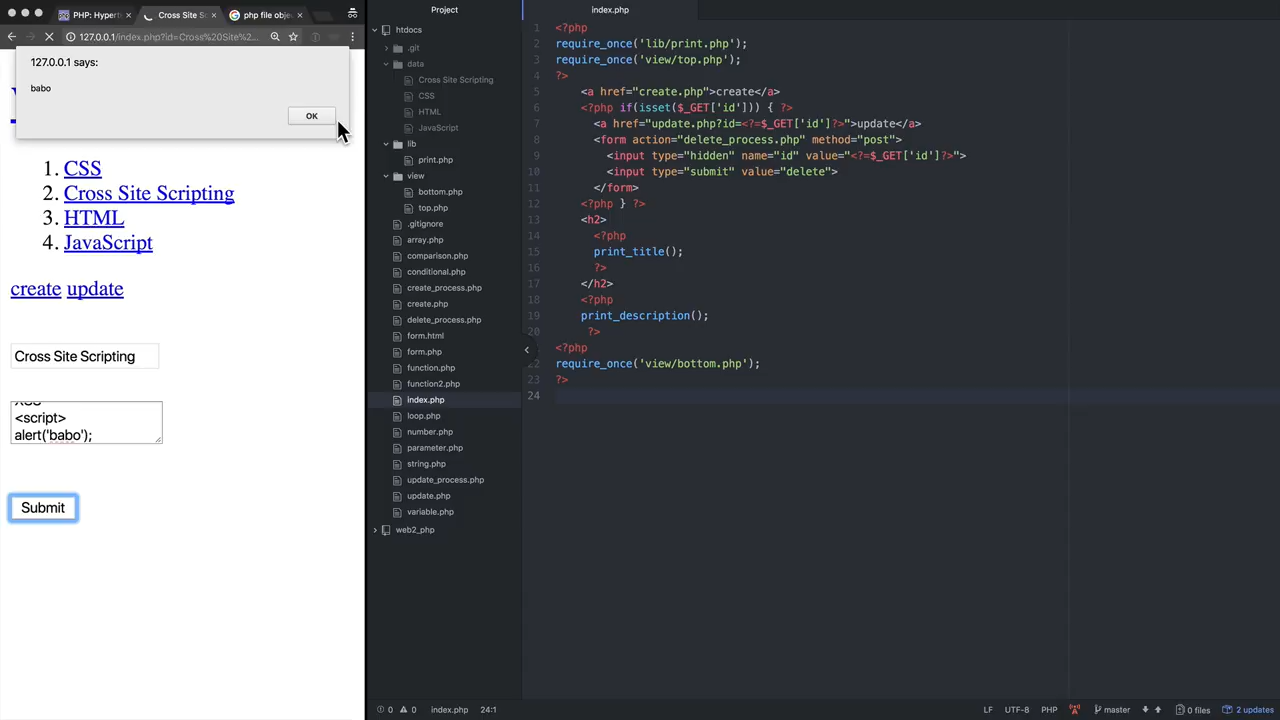 PHP: Hyperte
Cross Site Sc
php file obje
127.0.0.1/index.php?id=Cross%20Site%2...
127.0.0.1 says:
babo
OK
1. CSS
2. Cross Site Scripting
3. HTML
4. JavaScript
create update
Cross Site Scripting
<script>
alert('babo');
Submit
Project
htdocs
.git
data
Cross Site Scripting
CSS
HTML
JavaScript
lib
print.php
view
bottom.php
top.php
.gitignore
array.php
comparison.php
conditional.php
create_process.php
create.php
delete_process.php
form.html
form.php
function.php
function2.php
index.php
loop.php
number.php
parameter.php
string.php
update_process.php
update.php
variable.php
web2_php
index.php
1 <?php
2 require_once('lib/print.php');
3 require_once('view/top.php');
4 ?>
5 <a href="create.php">create</a>
6 <?php if(isset($_GET['id'])) { ?>
7 <a href="update.php?id=<?=$_GET['id']?>">update</a>
8 <form action="delete_process.php" method="post">
9 <input type="hidden" name="id" value="<?=$_GET['id']?>">
10 <input type="submit" value="delete">
11 </form>
12 <?php } ?>
13 <h2>
14 <?php
15 print_title();
16 ?>
17 </h2>
18 <?php
19 print_description();
20 ?>
<?php
22 require_once('view/bottom.php');
23 ?>
24
0 0 index.php 24:1
LF UTF-8 PHP master 0 files 2 updates